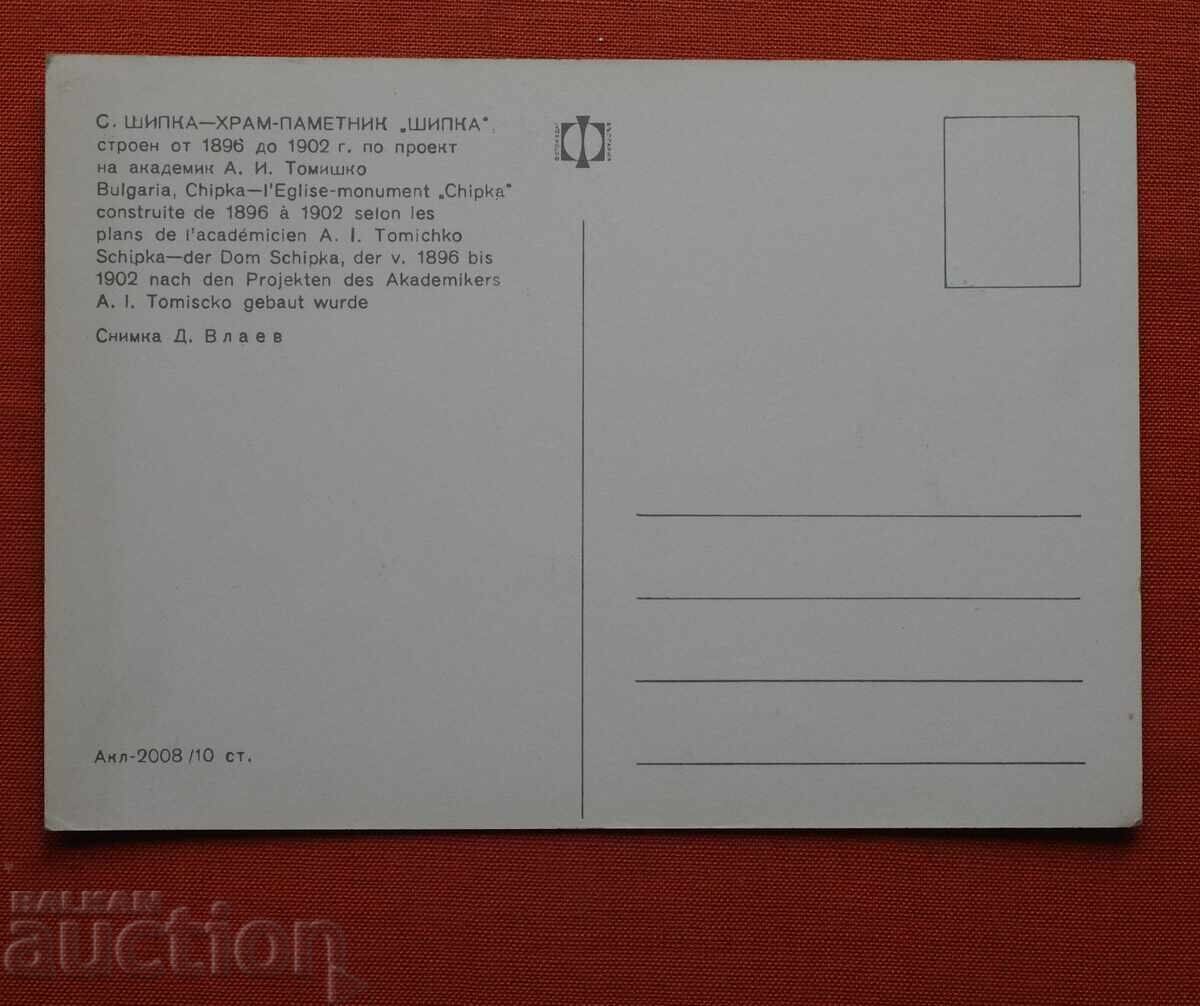 С. ШИПКА—ХРАМ-ПАМЕТНИК „ШИПКА",
строен от 1896 до 1902 г. по проект
на академик А. И. Томишко
Bulgaria, Chipka—l'Eglise-monument „Chipka"
construite de 1896 à 1902 selon les
plans de l'académicien A. I. Tomichko
Schipka—der Dom Schipka, der v. 1896 bis
1902 nach den Projekten des Akademikers
A. I. Tomiscko gebaut wurde
Снимка Д. Влаев
Акл-2008/10 ст.
BALKAN
auction